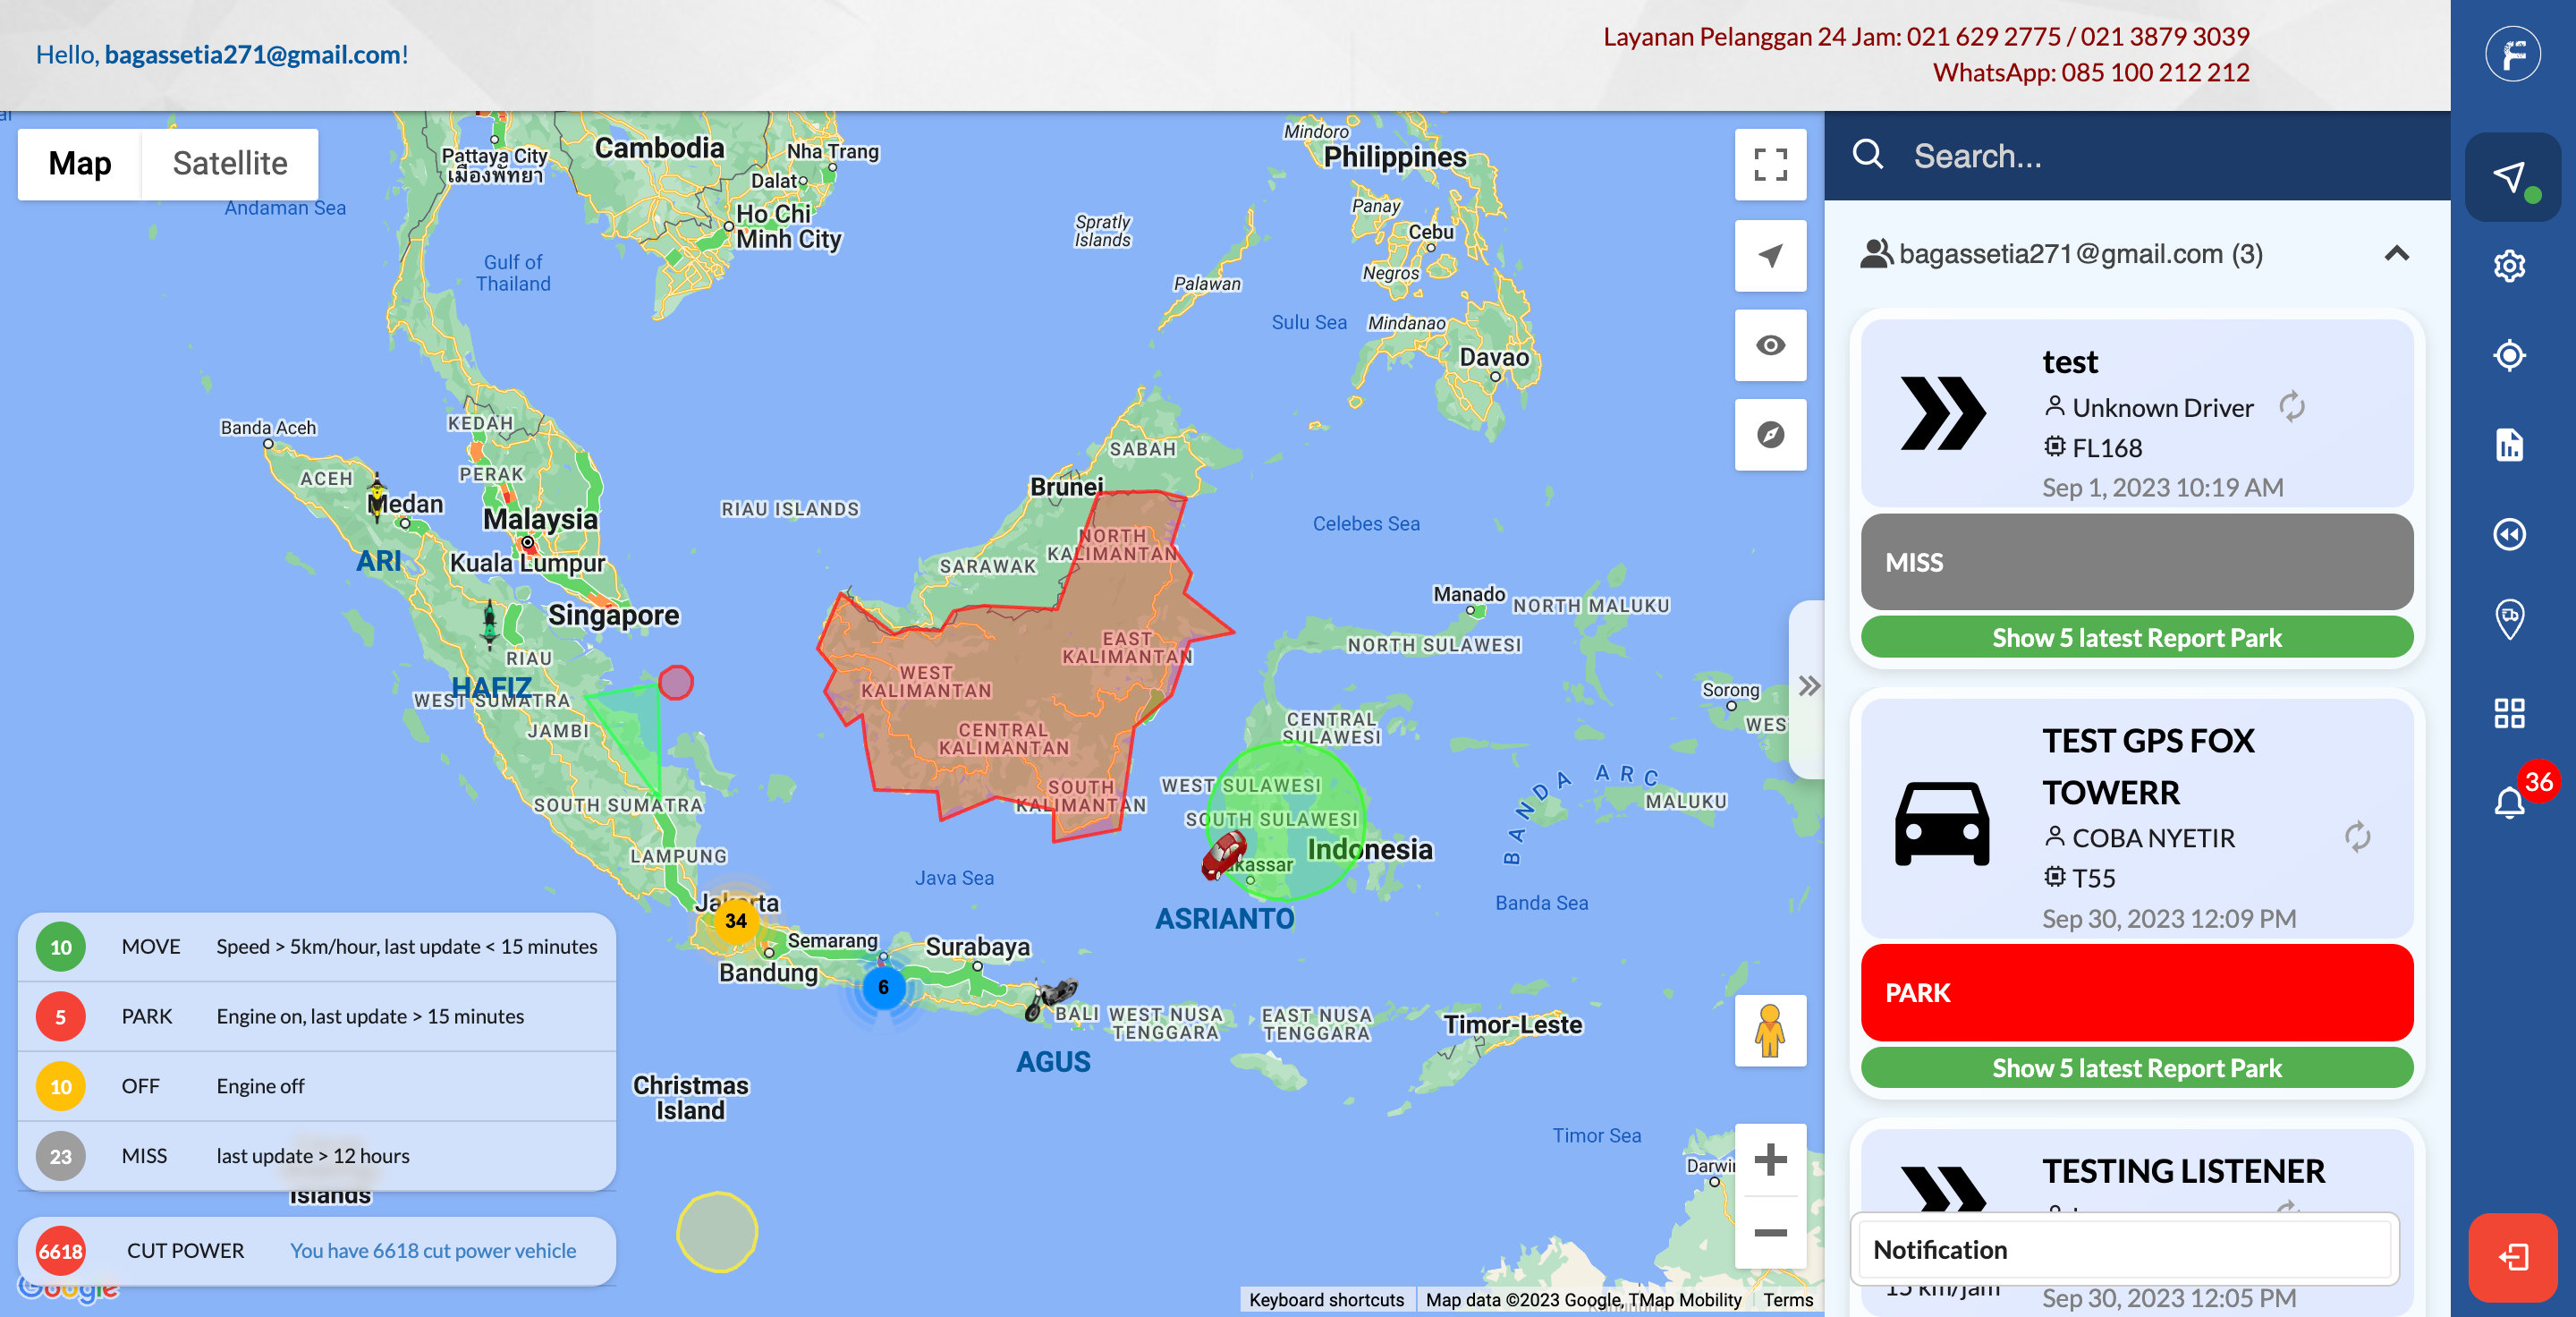 Hello, bagassetia271@gmail.com!
Layanan Pelanggan 24 Jam: 021 629 2775 / 021 3879 3039
WhatsApp: 085 100 212 212
Map
Satellite
Pattaya City
เมืองพัทยา
Cambodia
Nha Trang
Dalat
Ho Chi
Minh City
Andaman Sea
Gulf of
Thailand
Spratly
Islands
Mindoro
Philippines
Panay
Cebu
Negros
Palawan
Sulu Sea
Mindanao
Davao
Banda Aceh
ACEH
Medan
ARI
KEDAH
PERAK
Malaysia
Kuala Lumpur
Singapore
RIAU ISLANDS
Brunei
SABAH
SARAWAK
NORTH
KALIMANTAN
Celebes Sea
RIAU
HAFIZ
WEST SUMATRA
JAMBI
SOUTH SUMATRA
LAMPUNG
WEST
KALIMANTAN
EAST
KALIMANTAN
CENTRAL
KALIMANTAN
SOUTH
KALIMANTAN
Manado
NORTH MALUKU
NORTH SULAWESI
Sorong
WES
CENTRAL
SULAWESI
WEST SULAWESI
SOUTH SULAWESI
kassar
Indonesia
ASRIANTO
BANDA ARC
MALUKU
Banda Sea
Java Sea
Jakarta
34
Bandung
Semarang
6
Surabaya
BALI
WEST NUSA
TENGGARA
EAST NUSA
TENGGARA
Timor-Leste
AGUS
Christmas
Island
Timor Sea
Darwi
10 MOVE Speed > 5km/hour, last update < 15 minutes
5 PARK Engine on, last update > 15 minutes
10 OFF Engine off
23 MISS last update > 12 hours
Islands
6618 CUT POWER You have 6618 cut power vehicle
Google
Keyboard shortcuts
Map data ©2023 Google, TMap Mobility
Terms
Search...
bagassetia271@gmail.com (3)
test
Unknown Driver
FL168
Sep 1, 2023 10:19 AM
MISS
Show 5 latest Report Park
TEST GPS FOX
TOWERR
COBA NYETIR
T55
Sep 30, 2023 12:09 PM
PARK
Show 5 latest Report Park
TESTING LISTENER
Notification
15 km/jam
Sep 30, 2023 12:05 PM
36